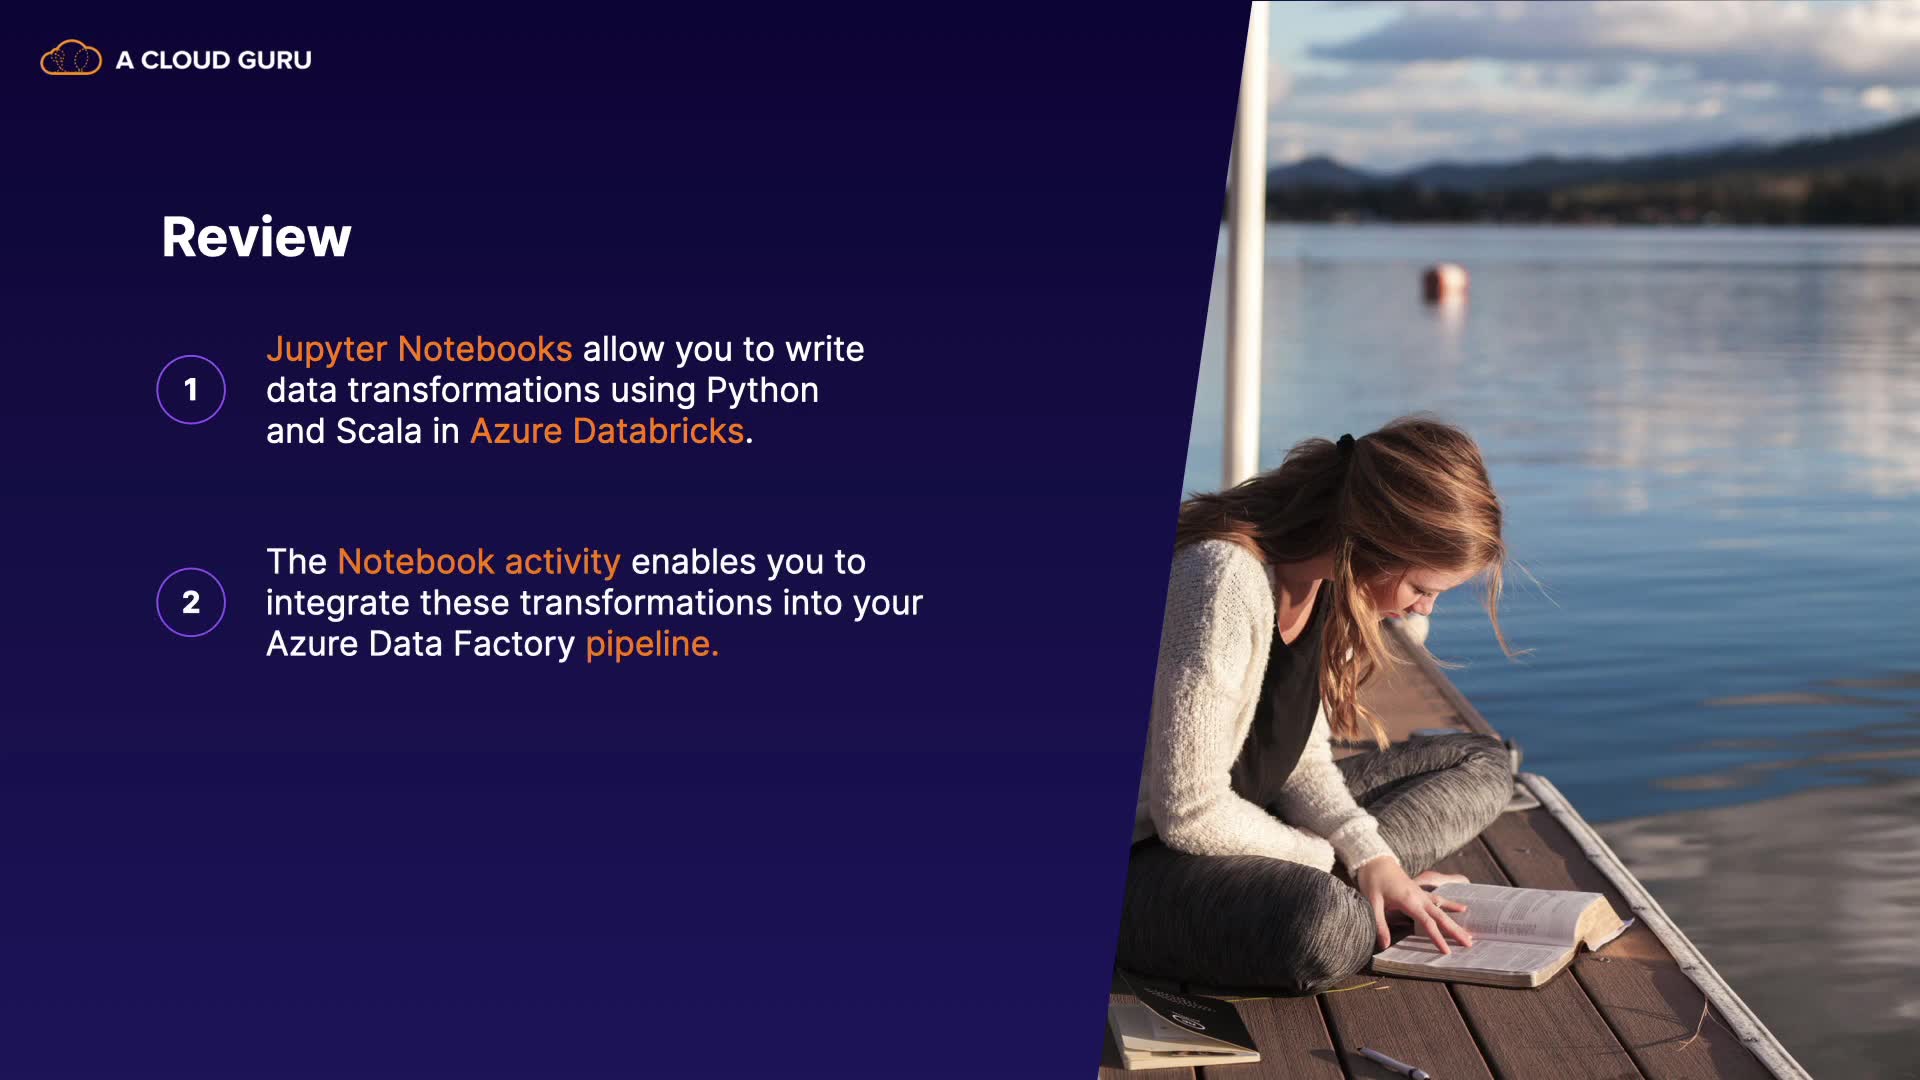 A CLOUD GURU
Review
1
Jupyter Notebooks allow you to write
data transformations using Python
and Scala in Azure Databricks.
2
The Notebook activity enables you to
integrate these transformations into your
Azure Data Factory pipeline.